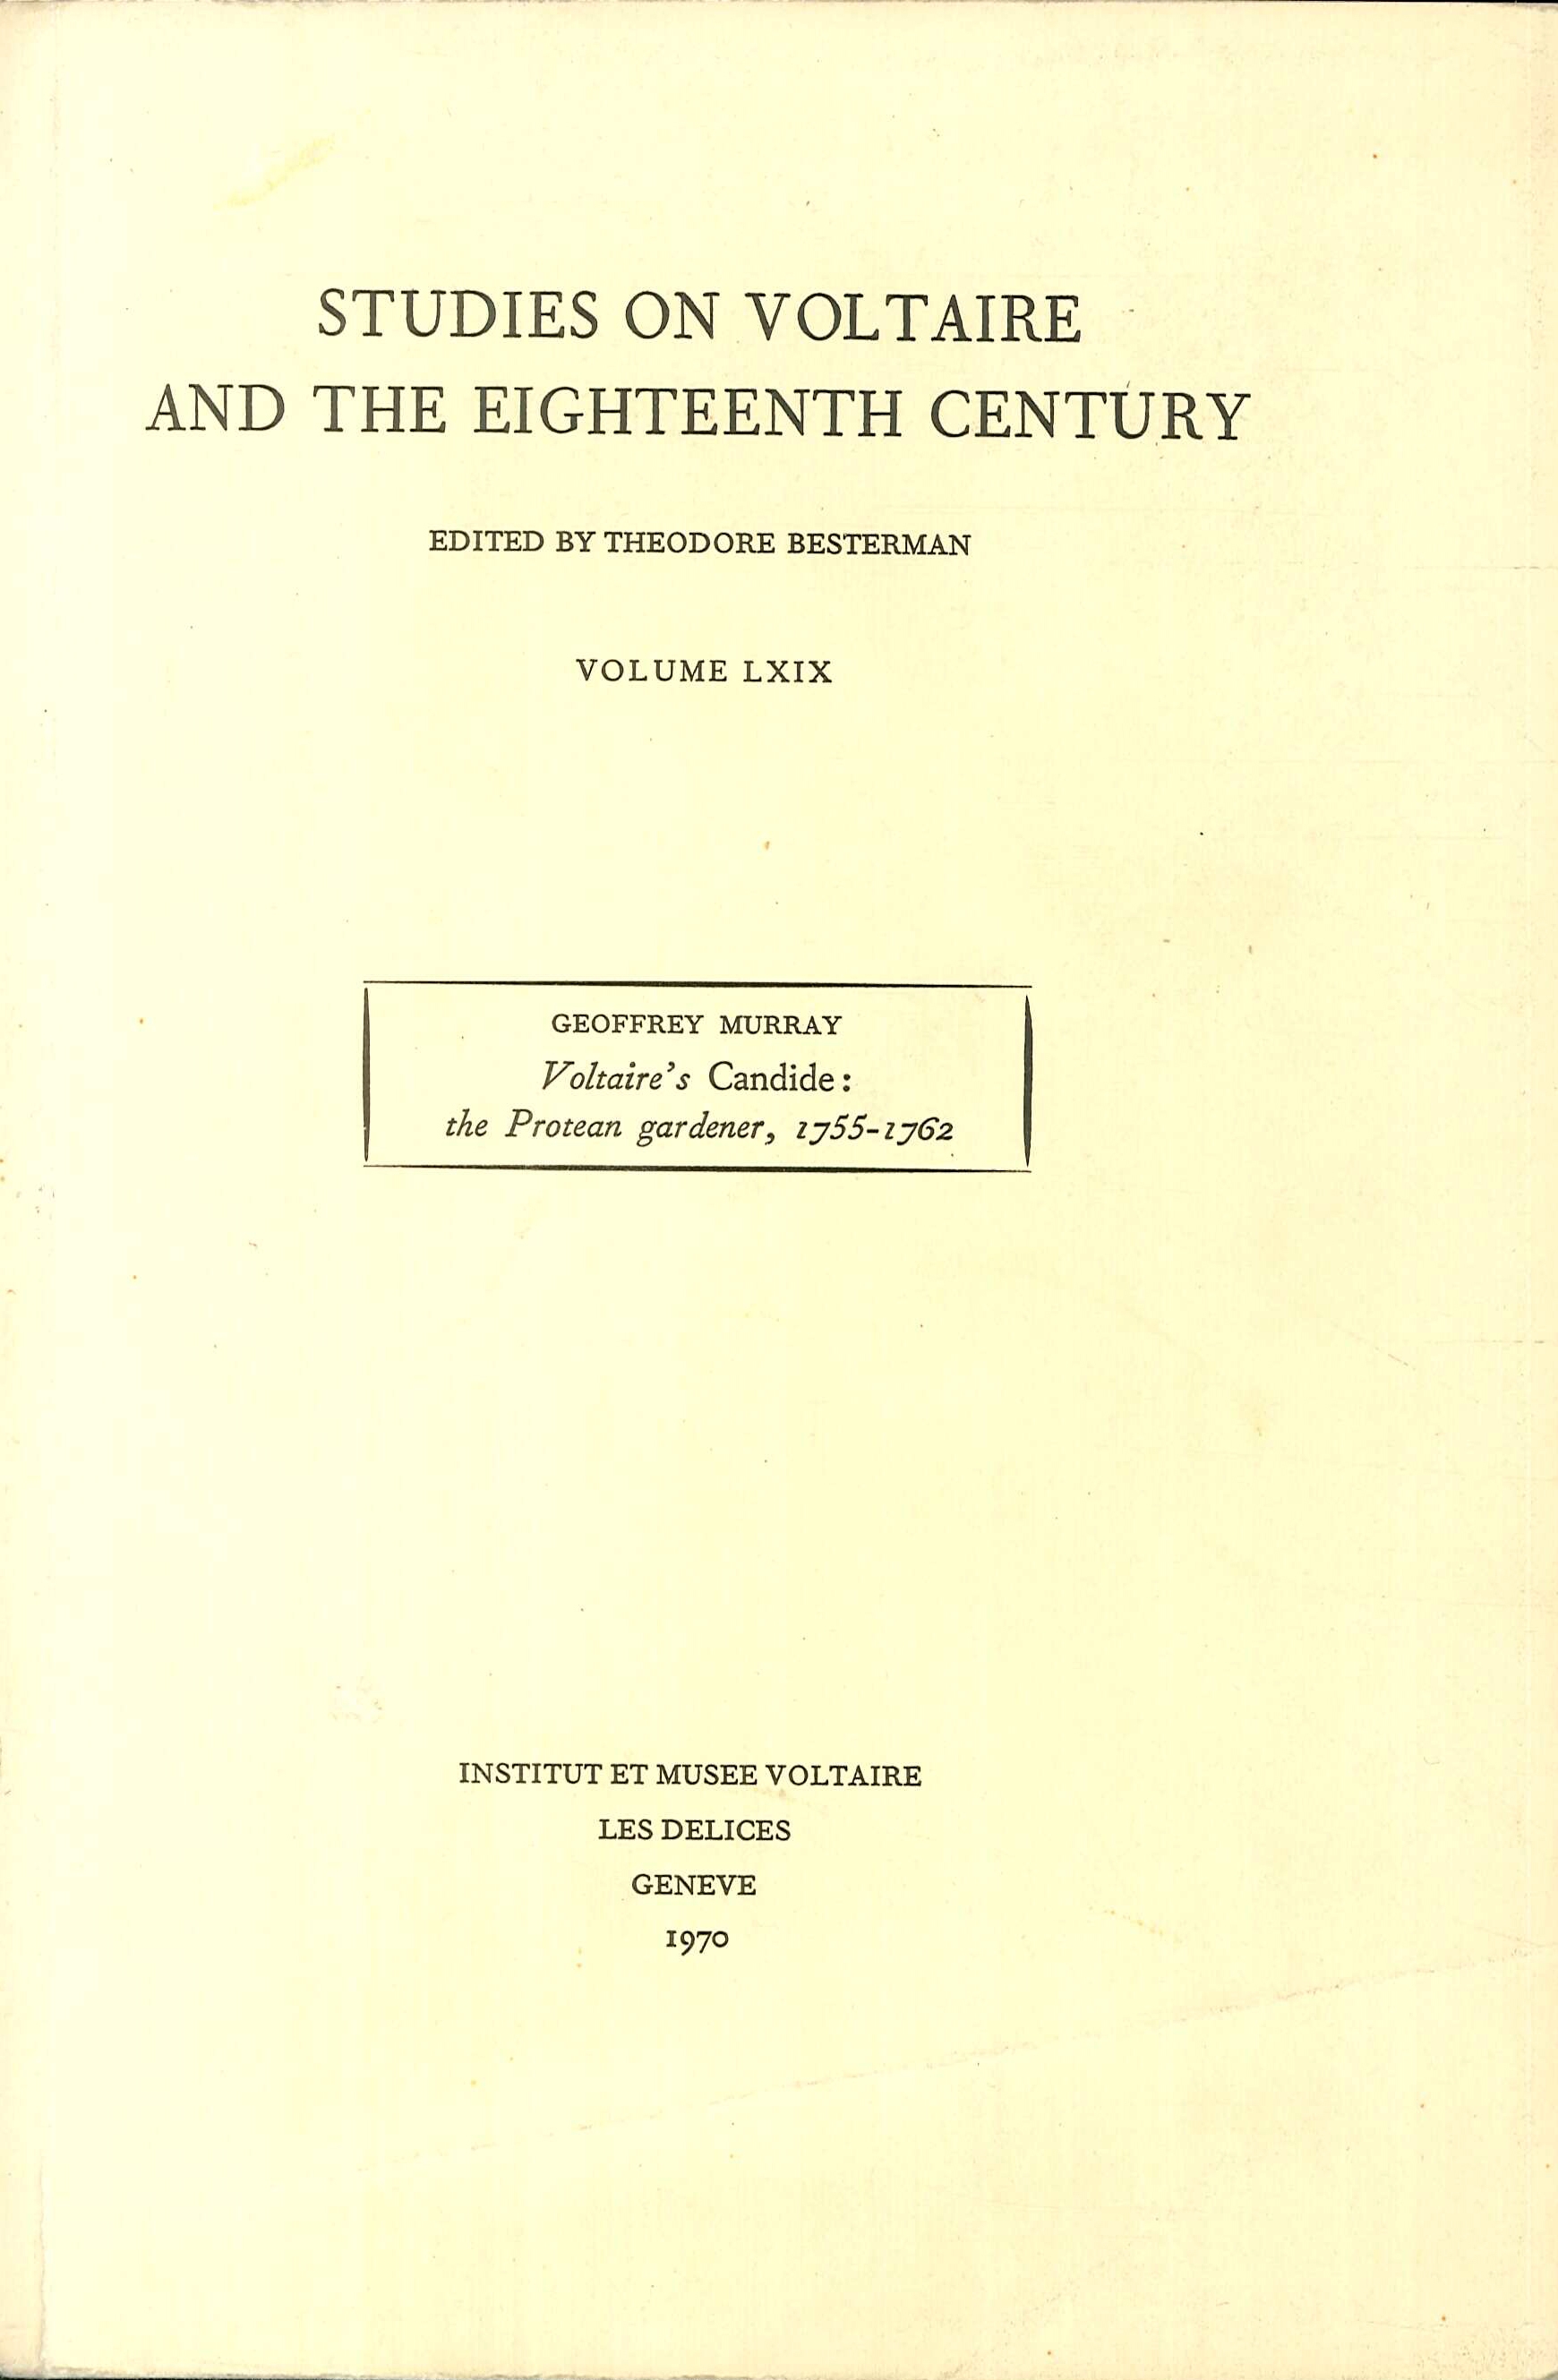 STUDIES ON VOLTAIRE
AND THE EIGHTEENTH CENTURY
EDITED BY THEODORE BESTERMAN
VOLUME LXIX
GEOFFREY MURRAY
Voltaire's Candide:
the Protean gardener, 1755-1762
INSTITUT ET MUSEE VOLTAIRE
LES DELICES
GENEVE
1970